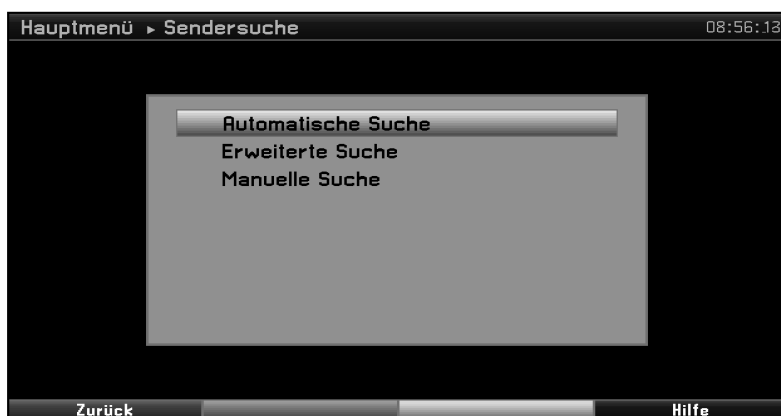 Hauptmenü ▸ Sendersuche 08:56:13
Automatische Suche
Erweiterte Suche
Manuelle Suche
Zurück Hilfe